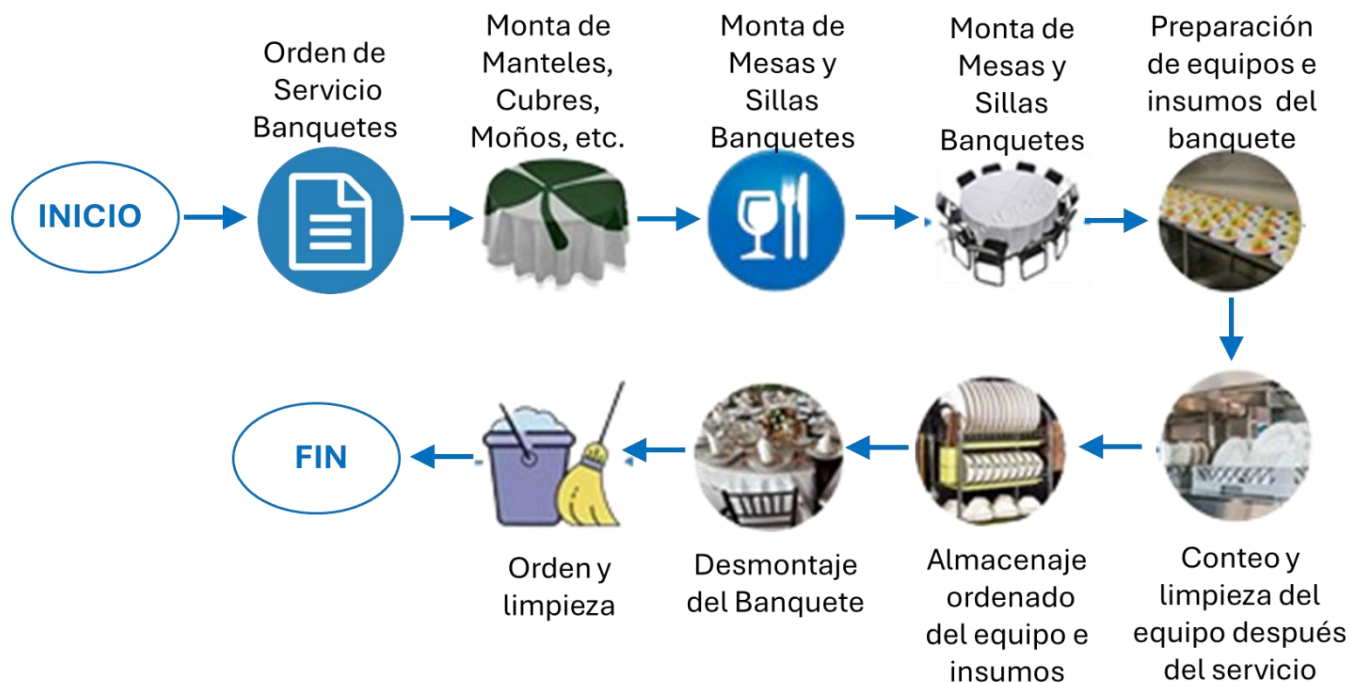 Orden de
Servicio
Banquetes
Monta de
Manteles,
Cubres,
Moños, etc.
Monta de
Mesas y
Sillas
Banquetes
Monta de
Mesas y
Sillas
Banquetes
Preparación
de equipos e
insumos del
banquete
INICIO
FIN
Orden y
limpieza
Desmontaje
del Banquete
Almacenaje
ordenado
del equipo e
insumos
Conteo y
limpieza del
equipo después
del servicio